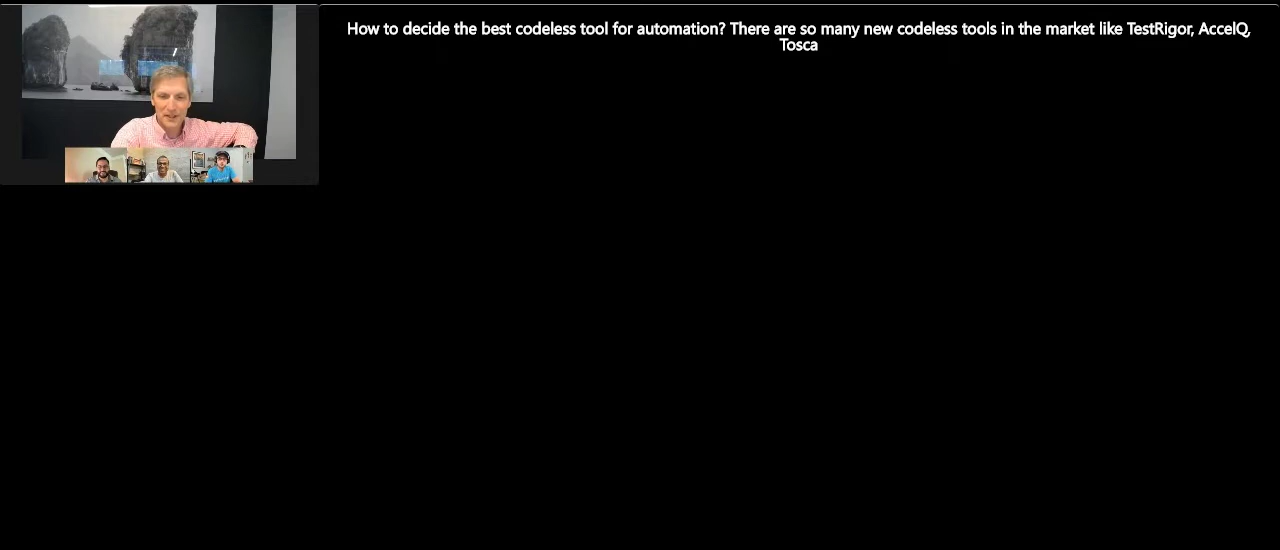 How to decide the best codeless tool for automation? There are so many new codeless tools in the market like TestRigor, AccelQ,
Tosca